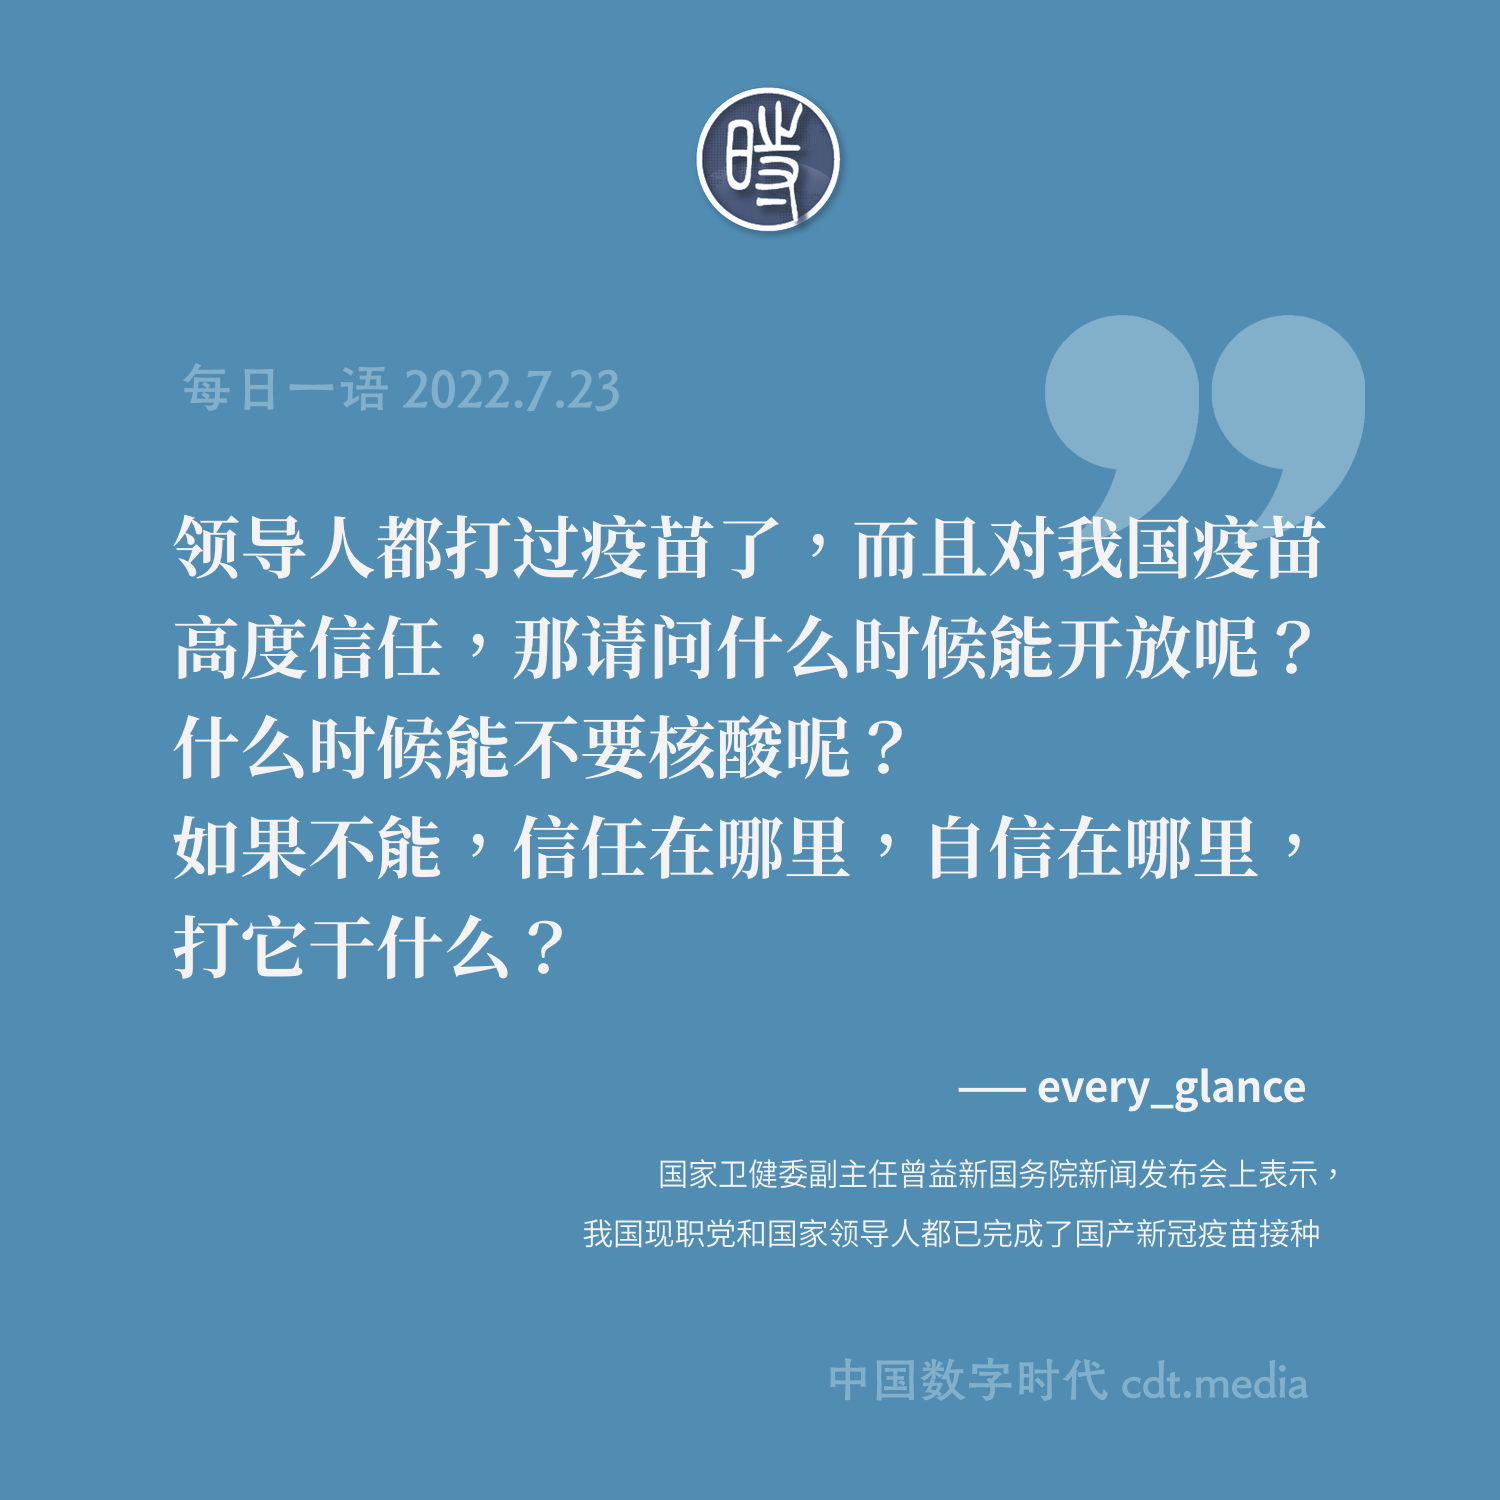 時
每日一语 2022.7.23
领导人都打过疫苗了，而且对我国疫苗
高度信任，那请问什么时候能开放呢？
什么时候能不要核酸呢？
如果不能，信任在哪里，自信在哪里，
打它干什么？
—— every_glance
国家卫健委副主任曾益新国务院新闻发布会上表示，
我国现职党和国家领导人都已完成了国产新冠疫苗接种
中国数字时代 cdt.media